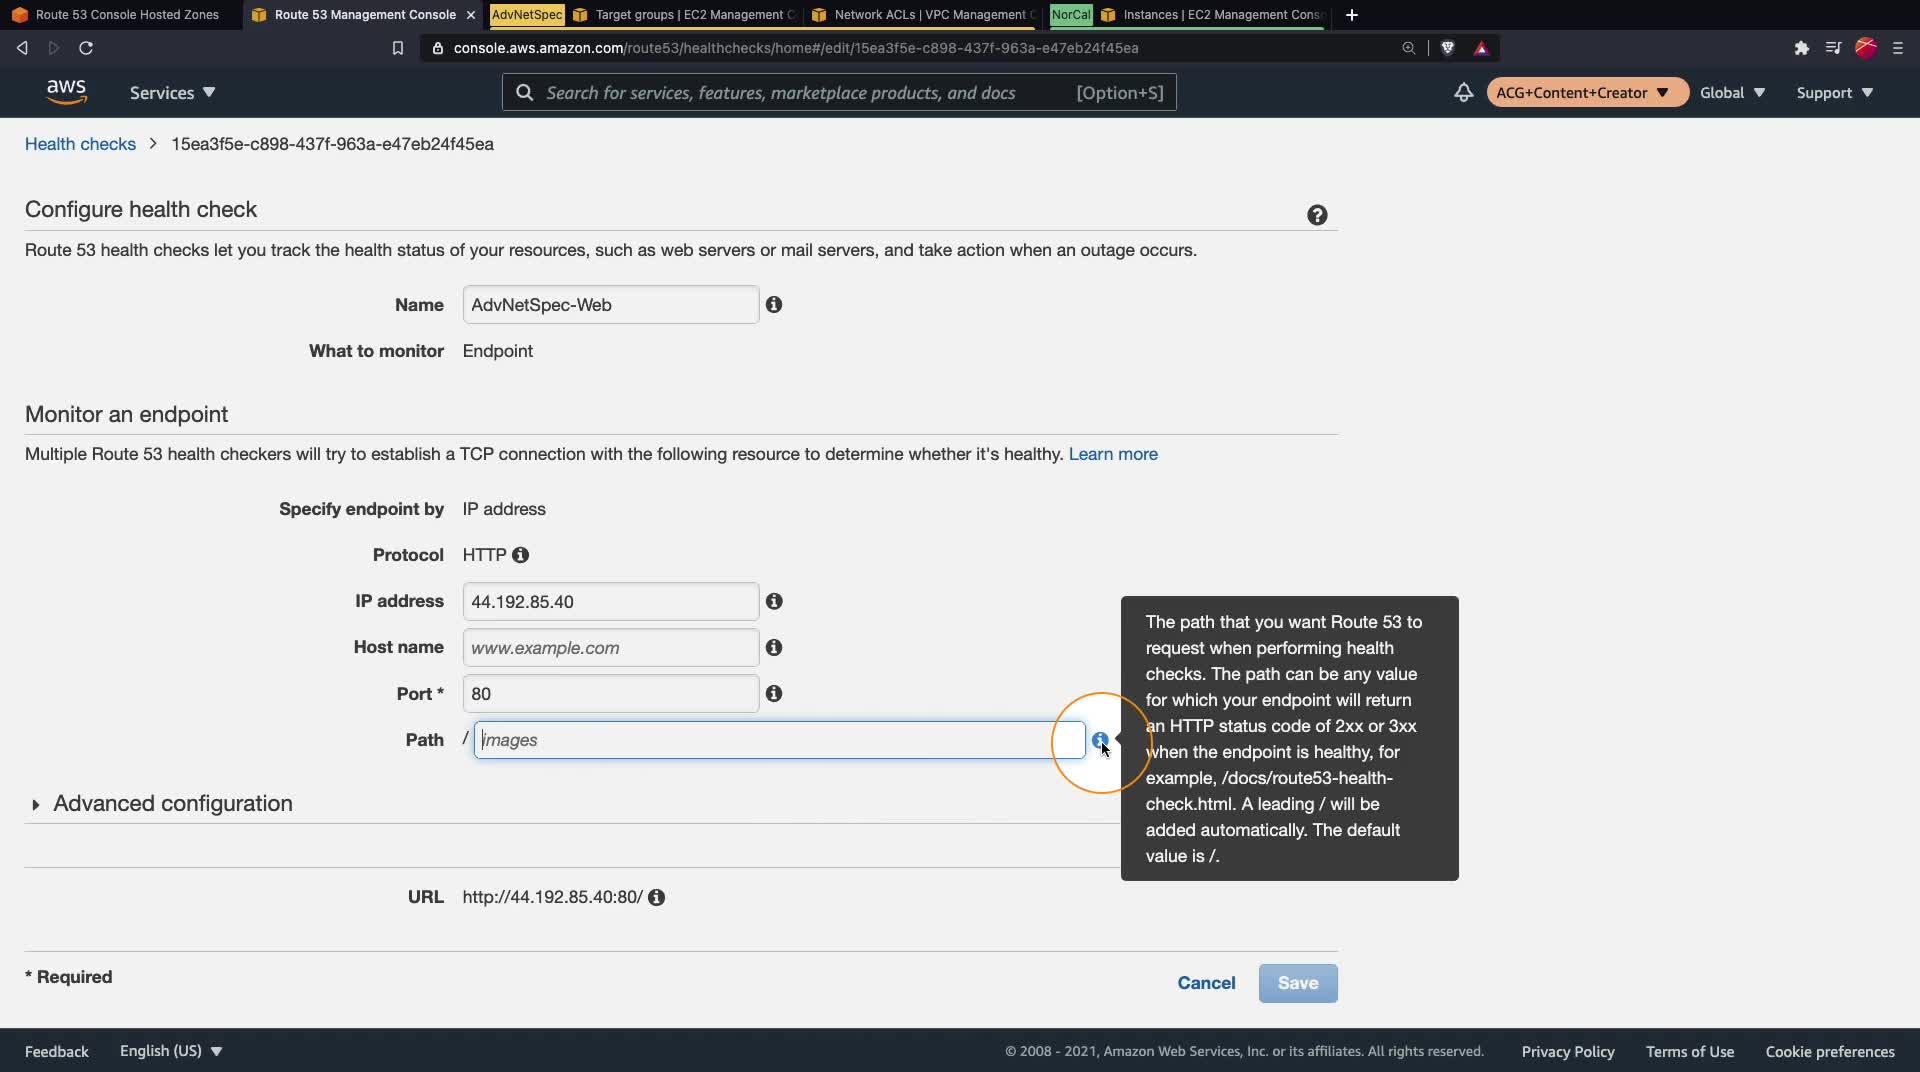 Route 53 Console Hosted Zones
Route 53 Management Console
AdvNetSpec
Target groups | EC2 Management C
Network ACLs | VPC Management C
NorCal
Instances | EC2 Management Conso
console.aws.amazon.com/route53/healthchecks/home#/edit/15ea3f5e-c898-437f-963a-e47eb24f45ea
aws
Services
Search for services, features, marketplace products, and docs
[Option+S]
ACG+Content+Creator
Global
Support
Health checks > 15ea3f5e-c898-437f-963a-e47eb24f45ea
Configure health check
Route 53 health checks let you track the health status of your resources, such as web servers or mail servers, and take action when an outage occurs.
Name AdvNetSpec-Web
What to monitor Endpoint
Monitor an endpoint
Multiple Route 53 health checkers will try to establish a TCP connection with the following resource to determine whether it's healthy. Learn more
Specify endpoint by IP address
Protocol HTTP
IP address 44.192.85.40
Host name www.example.com
Port * 80
Path / images
The path that you want Route 53 to
request when performing health
checks. The path can be any value
for which your endpoint will return
an HTTP status code of 2xx or 3xx
when the endpoint is healthy, for
example, /docs/route53-health-
check.html. A leading / will be
added automatically. The default
value is /.
Advanced configuration
URL http://44.192.85.40:80/
* Required
Cancel
Save
Feedback
English (US)
© 2008 - 2021, Amazon Web Services, Inc. or its affiliates. All rights reserved.
Privacy Policy
Terms of Use
Cookie preferences